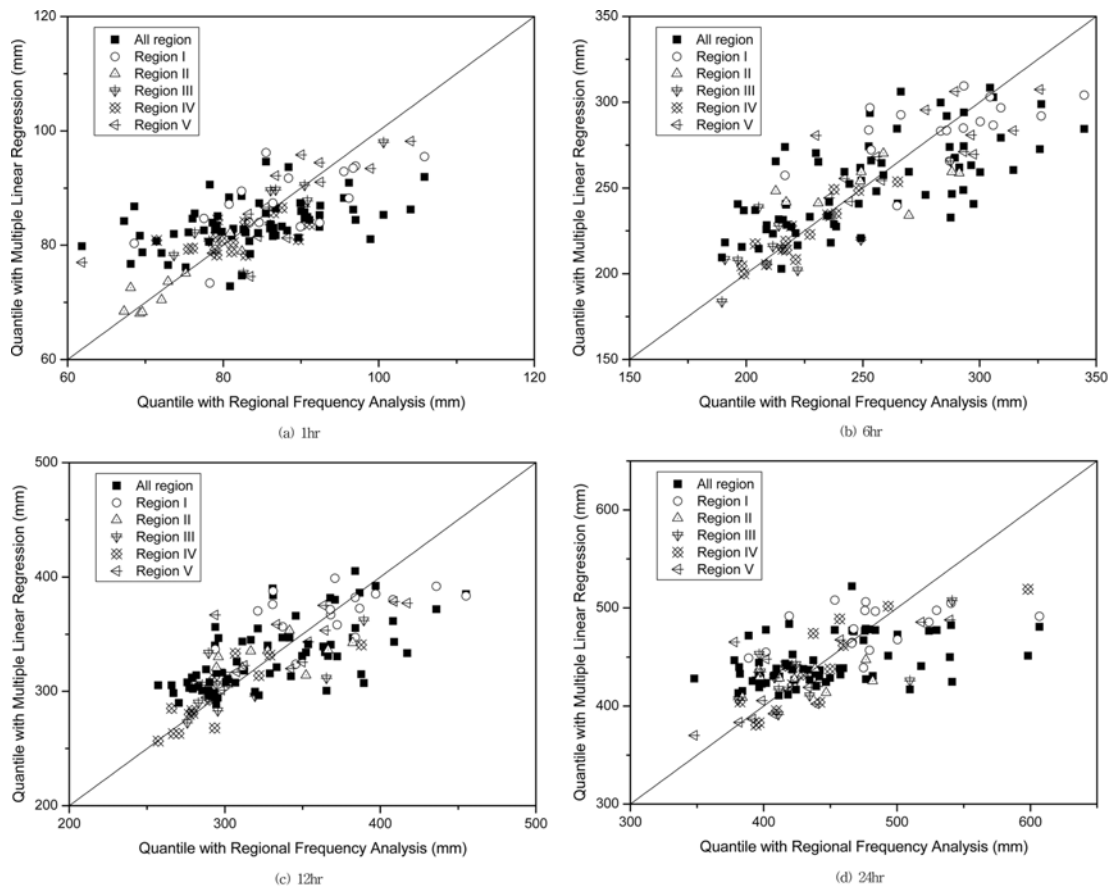 120
100
80
60
60
80
100
120
Quantile with Multiple Linear Regression (mm)
Quantile with Regional Frequency Analysis (mm)
All region
Region I
Region II
Region III
Region IV
Region V
(a) 1hr
350
300
250
200
150
150
200
250
300
350
Quantile with Multiple Linear Regression (mm)
Quantile with Regional Frequency Analysis (mm)
All region
Region I
Region II
Region III
Region IV
Region V
(b) 6hr
500
400
300
200
200
300
400
500
Quantile with Multiple Linear Regression (mm)
Quantile with Regional Frequency Analysis (mm)
All region
Region I
Region II
Region III
Region IV
Region V
(c) 12hr
600
500
400
300
300
400
500
600
Quantile with Multiple Linear Regression (mm)
Quantile with Regional Frequency Analysis (mm)
All region
Region I
Region II
Region III
Region IV
Region V
(d) 24hr